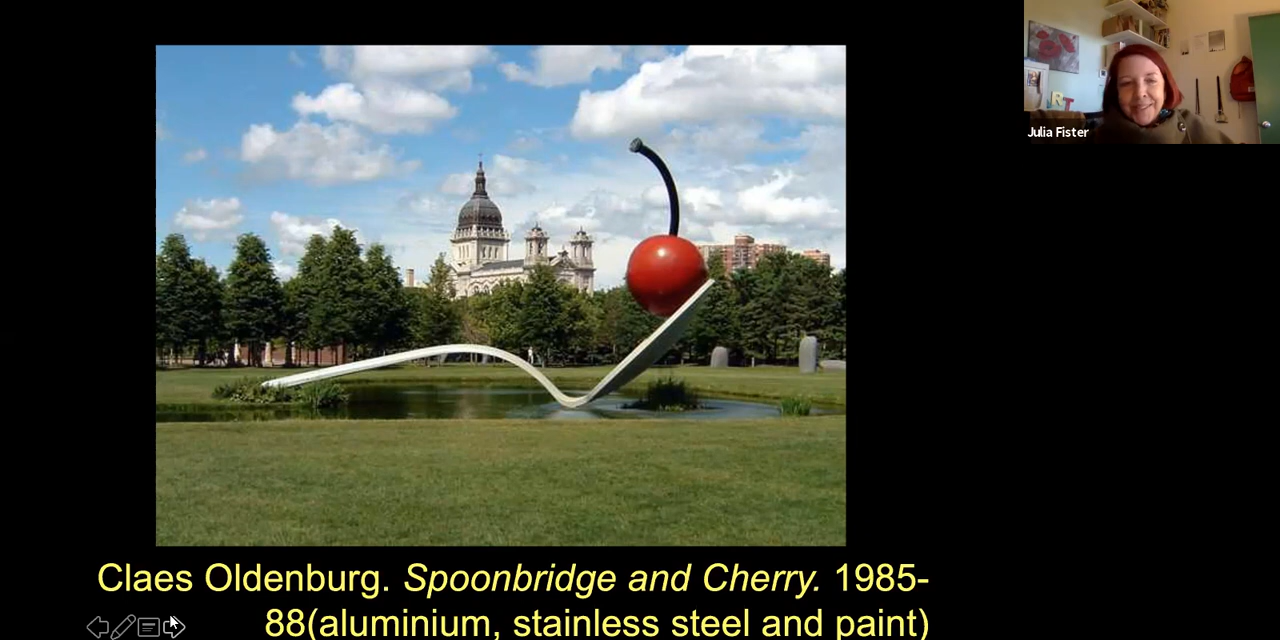 Julia Fister
Claes Oldenburg. Spoonbridge and Cherry. 1985-
88(aluminium, stainless steel and paint)